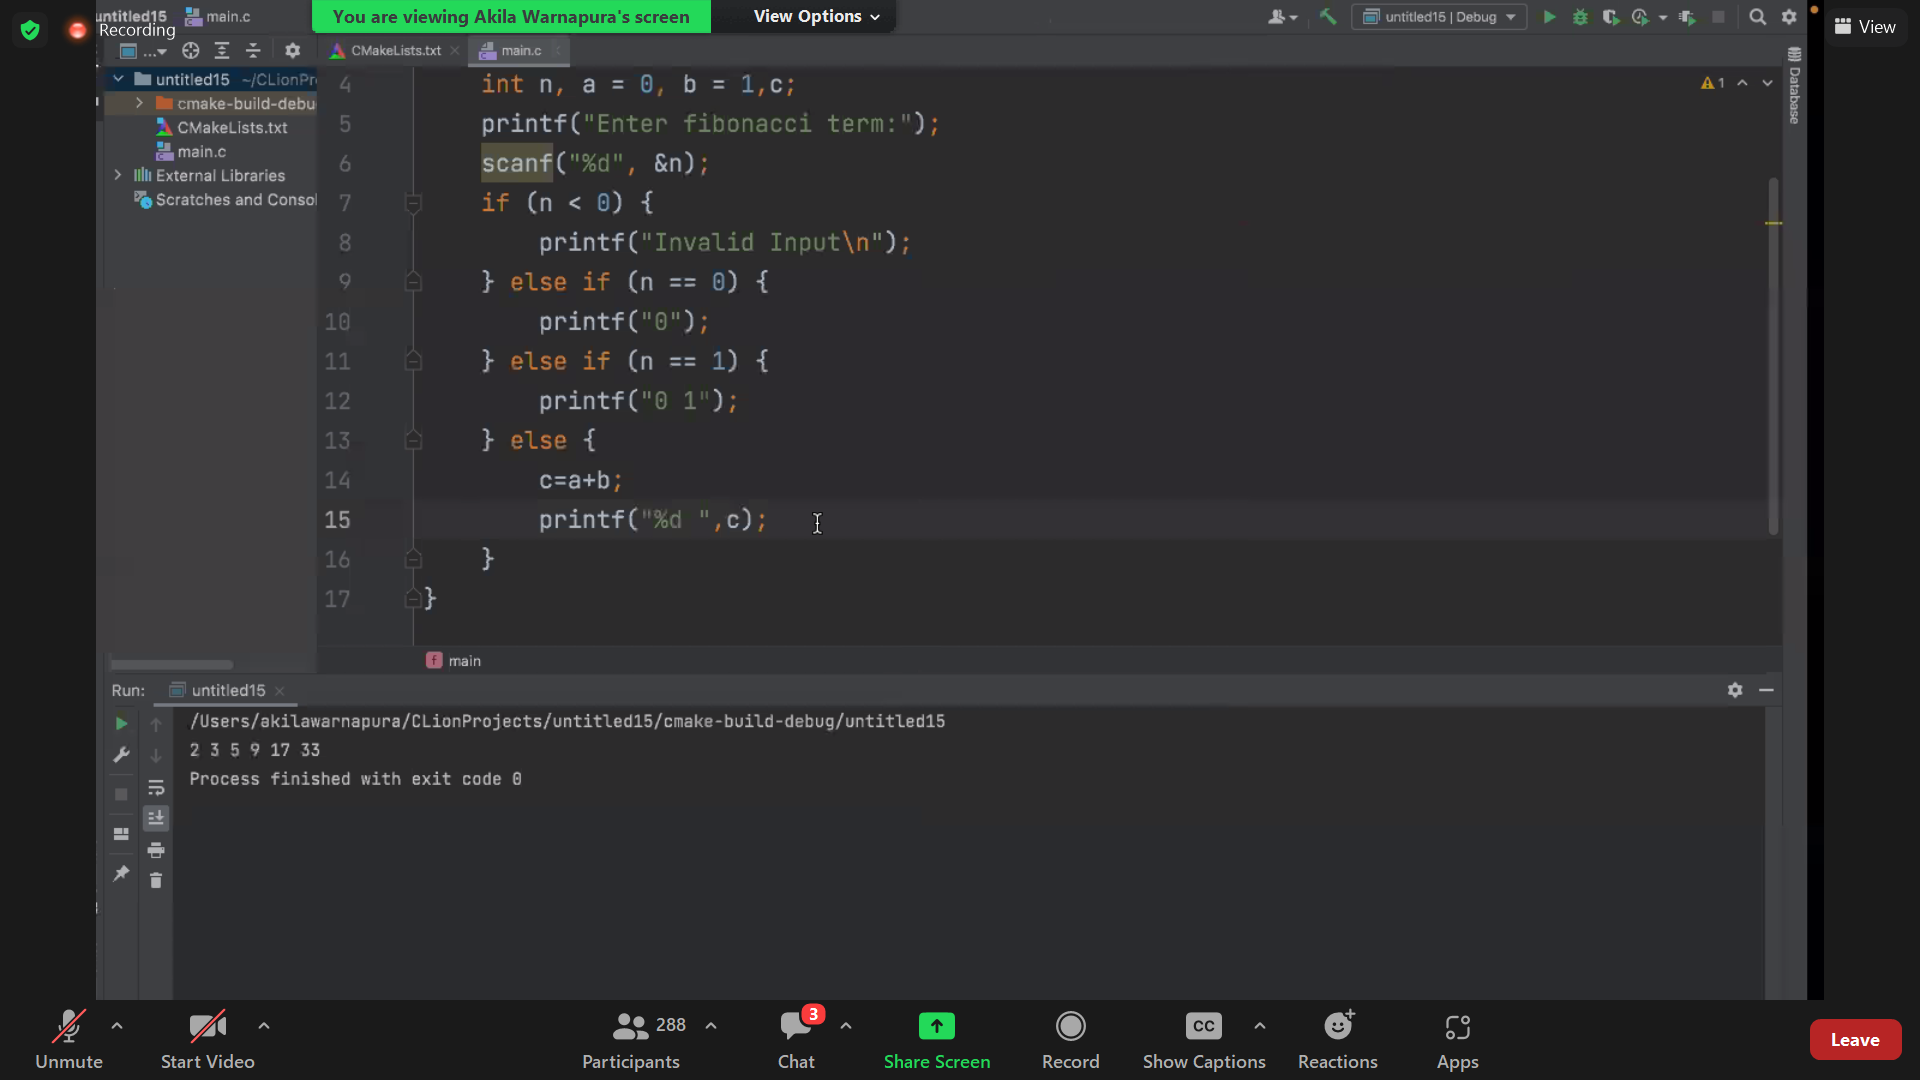 untitled15
main.c
You are viewing Akila Warnapura's screen
View Options
untitled15 | Debug
View
Recording
...
CMakeLists.txt
main.c
untitled15 ~/CLionPr
cmake-build-debu
CMakeLists.txt
main.c
External Libraries
Scratches and Consol
Database
1
4 int n, a = 0, b = 1,c;
5 printf("Enter fibonacci term:");
6 scanf("%d", &n);
7 if (n < 0) {
8 printf("Invalid Input\n");
9 } else if (n == 0) {
10 printf("0");
11 } else if (n == 1) {
12 printf("0 1");
13 } else {
14 c=a+b;
15 printf("%d ",c);
16 }
17 }
f main
Run: untitled15
/Users/akilawarnapura/CLionProjects/untitled15/cmake-build-debug/untitled15
2 3 5 9 17 33
Process finished with exit code 0
Unmute
Start Video
288
Participants
3
Chat
Share Screen
Record
CC
Show Captions
Reactions
Apps
Leave